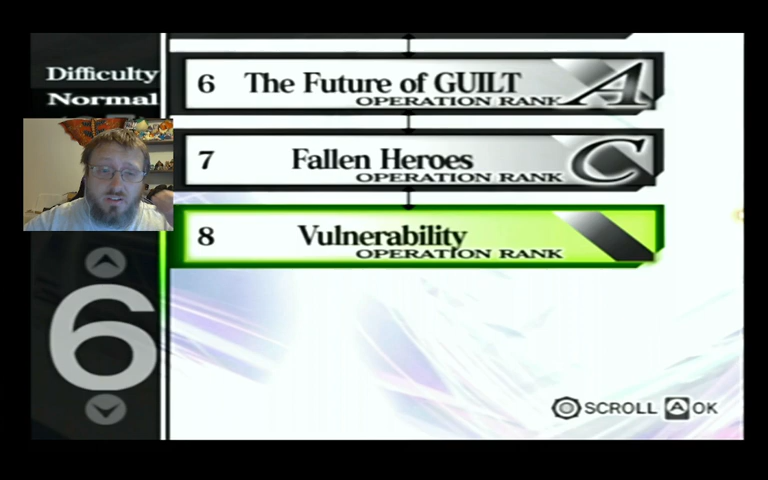 Difficulty
Normal
6 The Future of GUILT
OPERATION RANK A
7 Fallen Heroes
OPERATION RANK C
8 Vulnerability
OPERATION RANK
6
SCROLL A OK